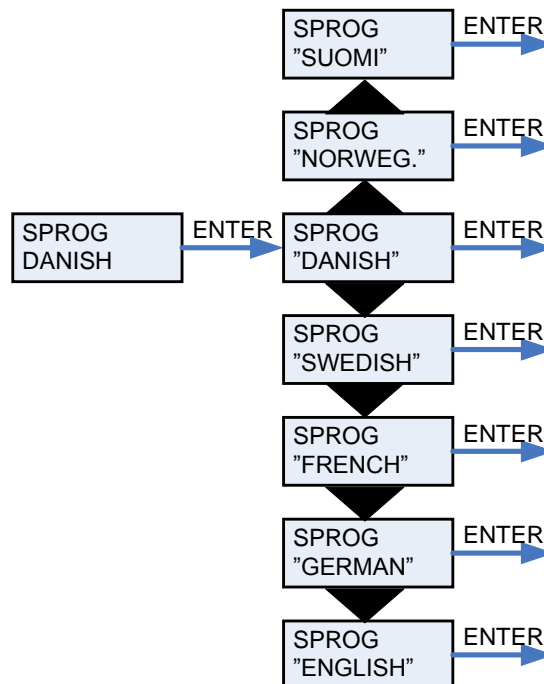 SPROG ENTER
"SUOMI"
SPROG ENTER
”NORWEG.”
SPROG ENTER SPROG ENTER
DANISH ”DANISH”
SPROG ENTER
”SWEDISH”
SPROG ENTER
”FRENCH”
SPROG ENTER
”GERMAN”
SPROG ENTER
”ENGLISH”